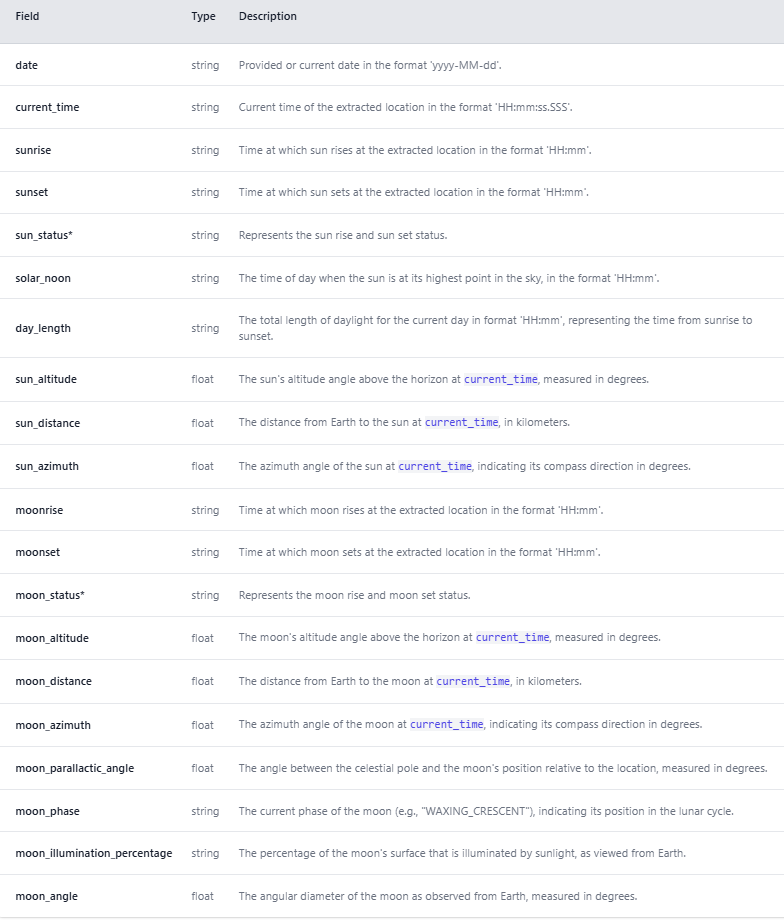 Field Type Description
date string Provided or current date in the format 'yyyy-MM-dd'.
current_time string Current time of the extracted location in the format 'HH:mm:ss.SSS'.
sunrise string Time at which sun rises at the extracted location in the format 'HH:mm'.
sunset string Time at which sun sets at the extracted location in the format 'HH:mm'.
sun_status* string Represents the sun rise and sun set status.
solar_noon string The time of day when the sun is at its highest point in the sky, in the format 'HH:mm'.
day_length string The total length of daylight for the current day in format 'HH:mm', representing the time from sunrise to
sunset.
sun_altitude float The sun's altitude angle above the horizon at current_time, measured in degrees.
sun_distance float The distance from Earth to the sun at current_time, in kilometers.
sun_azimuth float The azimuth angle of the sun at current_time, indicating its compass direction in degrees.
moonrise string Time at which moon rises at the extracted location in the format 'HH:mm'.
moonset string Time at which moon sets at the extracted location in the format 'HH:mm'.
moon_status* string Represents the moon rise and moon set status.
moon_altitude float The moon's altitude angle above the horizon at current_time, measured in degrees.
moon_distance float The distance from Earth to the moon at current_time, in kilometers.
moon_azimuth float The azimuth angle of the moon at current_time, indicating its compass direction in degrees.
moon_parallactic_angle float The angle between the celestial pole and the moon's position relative to the location, measured in degrees.
moon_phase string The current phase of the moon (e.g., "WAXING_CRESCENT"), indicating its position in the lunar cycle.
moon_illumination_percentage string The percentage of the moon's surface that is illuminated by sunlight, as viewed from Earth.
moon_angle float The angular diameter of the moon as observed from Earth, measured in degrees.